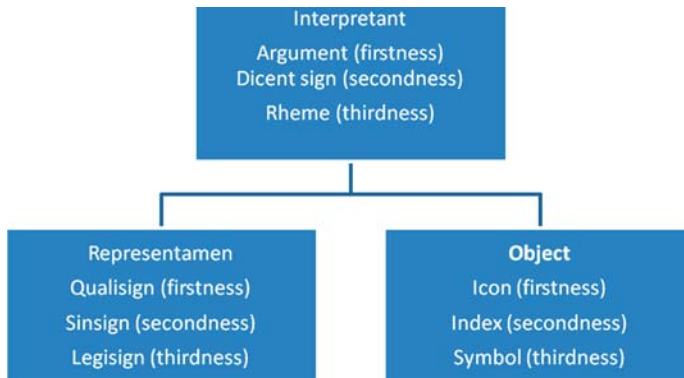 Interpretant
Argument (firstness)
Dicent sign (secondness)
Rheme (thirdness)
Representamen
Qualisign (firstness)
Sinsign (secondness)
Legisign (thirdness)
Object
Icon (firstness)
Index (secondness)
Symbol (thirdness)